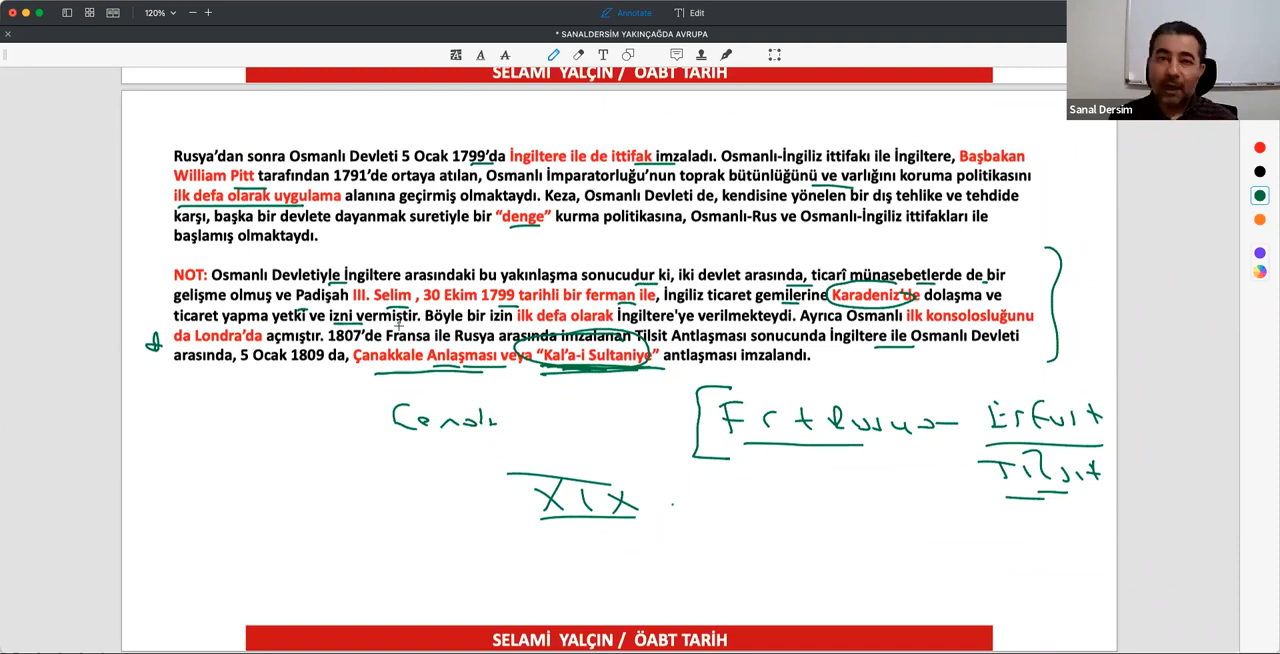 120%
Annotate
Edit
* SANALDERSİM YAKINÇAĞDA AVRUPA
SELAMİ YALÇIN / ÖABT TARİH
Sanal Dersim
Rusya’dan sonra Osmanlı Devleti 5 Ocak 1799’da İngiltere ile de ittifak imzaladı. Osmanlı-İngiliz ittifakı ile İngiltere, Başbakan
William Pitt tarafından 1791’de ortaya atılan, Osmanlı İmparatorluğu’nun toprak bütünlüğünü ve varlığını koruma politikasını
ilk defa olarak uygulama alanına geçirmiş olmaktaydı. Keza, Osmanlı Devleti de, kendisine yönelen bir dış tehlike ve tehdide
karşı, başka bir devlete dayanmak suretiyle bir “denge” kurma politikasına, Osmanlı-Rus ve Osmanlı-İngiliz ittifakları ile
başlamış olmaktaydı.
NOT: Osmanlı Devletiyle İngiltere arasındaki bu yakınlaşma sonucudur ki, iki devlet arasında, ticarî münasebetlerde de bir
gelişme olmuş ve Padişah III. Selim , 30 Ekim 1799 tarihli bir ferman ile, İngiliz ticaret gemilerine Karadeniz’de dolaşma ve
ticaret yapma yetki ve izni vermiştir. Böyle bir izin ilk defa olarak İngiltere'ye verilmekteydi. Ayrıca Osmanlı ilk konsolosluğunu
da Londra’da açmıştır. 1807’de Fransa ile Rusya arasında imzalanan Tilsit Antlaşması sonucunda İngiltere ile Osmanlı Devleti
arasında, 5 Ocak 1809 da, Çanakkale Anlaşması veya “Kal’a-i Sultaniye” antlaşması imzalandı.
Fr + Rusya Erfurt
Tilsit
XIX
SELAMİ YALÇIN / ÖABT TARİH